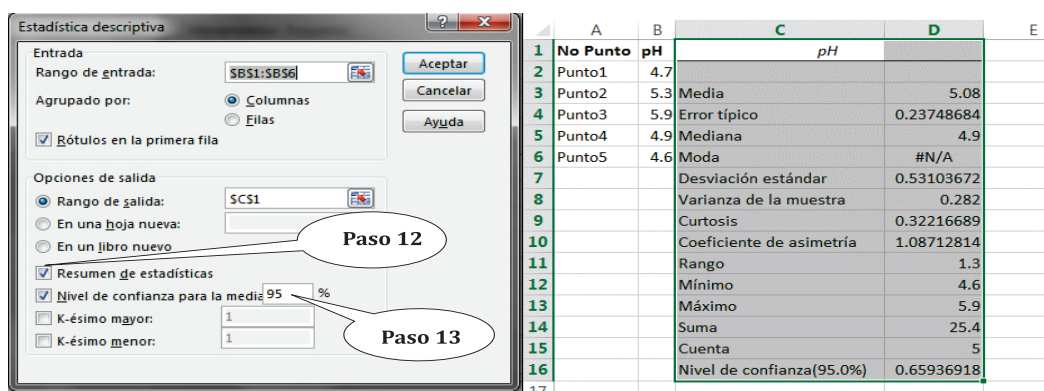 Estadística descriptiva
Entrada
Rango de entrada: $B$1:$B$6
Agrupado por: Columnas
Filas
Rótulos en la primera fila
Aceptar
Cancelar
Ayuda
Opciones de salida
Rango de salida: $C$1
En una hoja nueva:
En un libro nuevo
Resumen de estadísticas
Nivel de confianza para la media 95 %
K-ésimo mayor: 1
K-ésimo menor: 1
Paso 12
Paso 13
A B C D E
1 No Punto pH pH
2 Punto1 4.7
3 Punto2 5.3 Media 5.08
4 Punto3 5.9 Error típico 0.23748684
5 Punto4 4.9 Mediana 4.9
6 Punto5 4.6 Moda #N/A
7 Desviación estándar 0.53103672
8 Varianza de la muestra 0.282
9 Curtosis 0.32216689
10 Coeficiente de asimetría 1.08712814
11 Rango 1.3
12 Mínimo 4.6
13 Máximo 5.9
14 Suma 25.4
15 Cuenta 5
16 Nivel de confianza(95.0%) 0.65936918
17